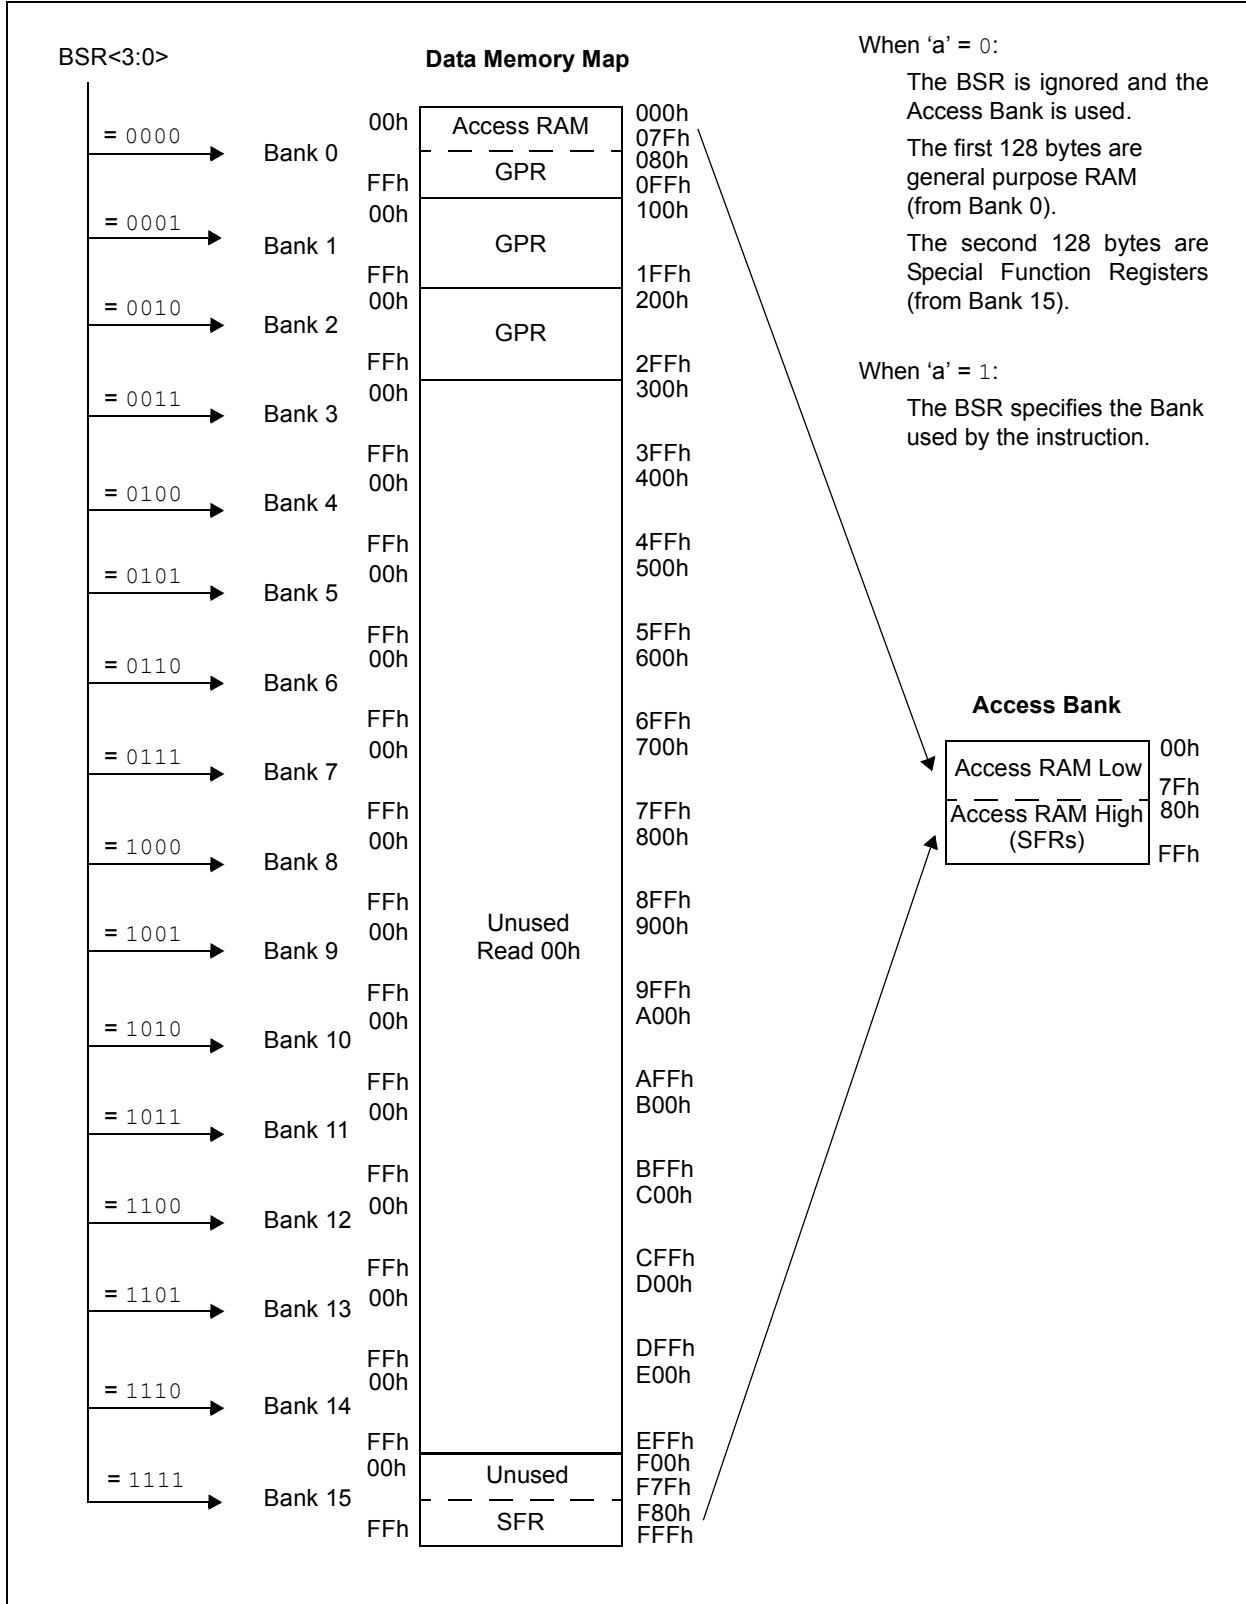 BSR<3:0>
Data Memory Map
= 0000
Bank 0
00h
Access RAM
000h
07Fh
080h
GPR
FFh
0FFh
= 0001
Bank 1
00h
100h
GPR
FFh
1FFh
= 0010
Bank 2
00h
200h
GPR
FFh
2FFh
= 0011
Bank 3
00h
300h
FFh
3FFh
= 0100
Bank 4
00h
400h
FFh
4FFh
= 0101
Bank 5
00h
500h
FFh
5FFh
= 0110
Bank 6
00h
600h
FFh
6FFh
= 0111
Bank 7
00h
700h
FFh
7FFh
= 1000
Bank 8
00h
800h
FFh
8FFh
= 1001
Bank 9
00h
900h
Unused
Read 00h
FFh
9FFh
= 1010
Bank 10
00h
A00h
FFh
AFFh
= 1011
Bank 11
00h
B00h
FFh
BFFh
= 1100
Bank 12
00h
C00h
FFh
CFFh
= 1101
Bank 13
00h
D00h
FFh
DFFh
= 1110
Bank 14
00h
E00h
FFh
EFFh
= 1111
Bank 15
00h
F00h
Unused
F7Fh
F80h
SFR
FFh
FFFh
When ‘a’ = 0:
The BSR is ignored and the
Access Bank is used.
The first 128 bytes are
general purpose RAM
(from Bank 0).
The second 128 bytes are
Special Function Registers
(from Bank 15).
When ‘a’ = 1:
The BSR specifies the Bank
used by the instruction.
Access Bank
Access RAM Low
00h
7Fh
Access RAM High
(SFRs)
80h
FFh